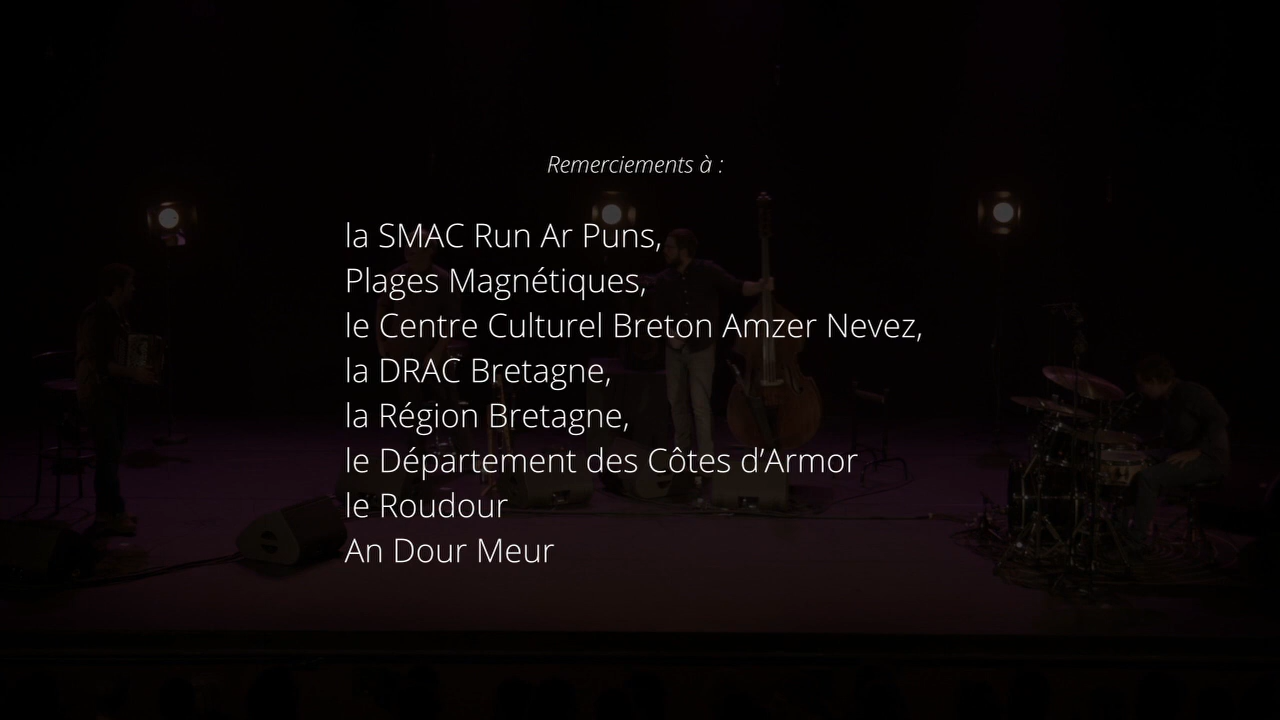 Remerciements à :
la SMAC Run Ar Puns,
Plages Magnétiques,
le Centre Culturel Breton Amzer Nevez,
la DRAC Bretagne,
la Région Bretagne,
le Département des Côtes d’Armor
le Roudour
An Dour Meur